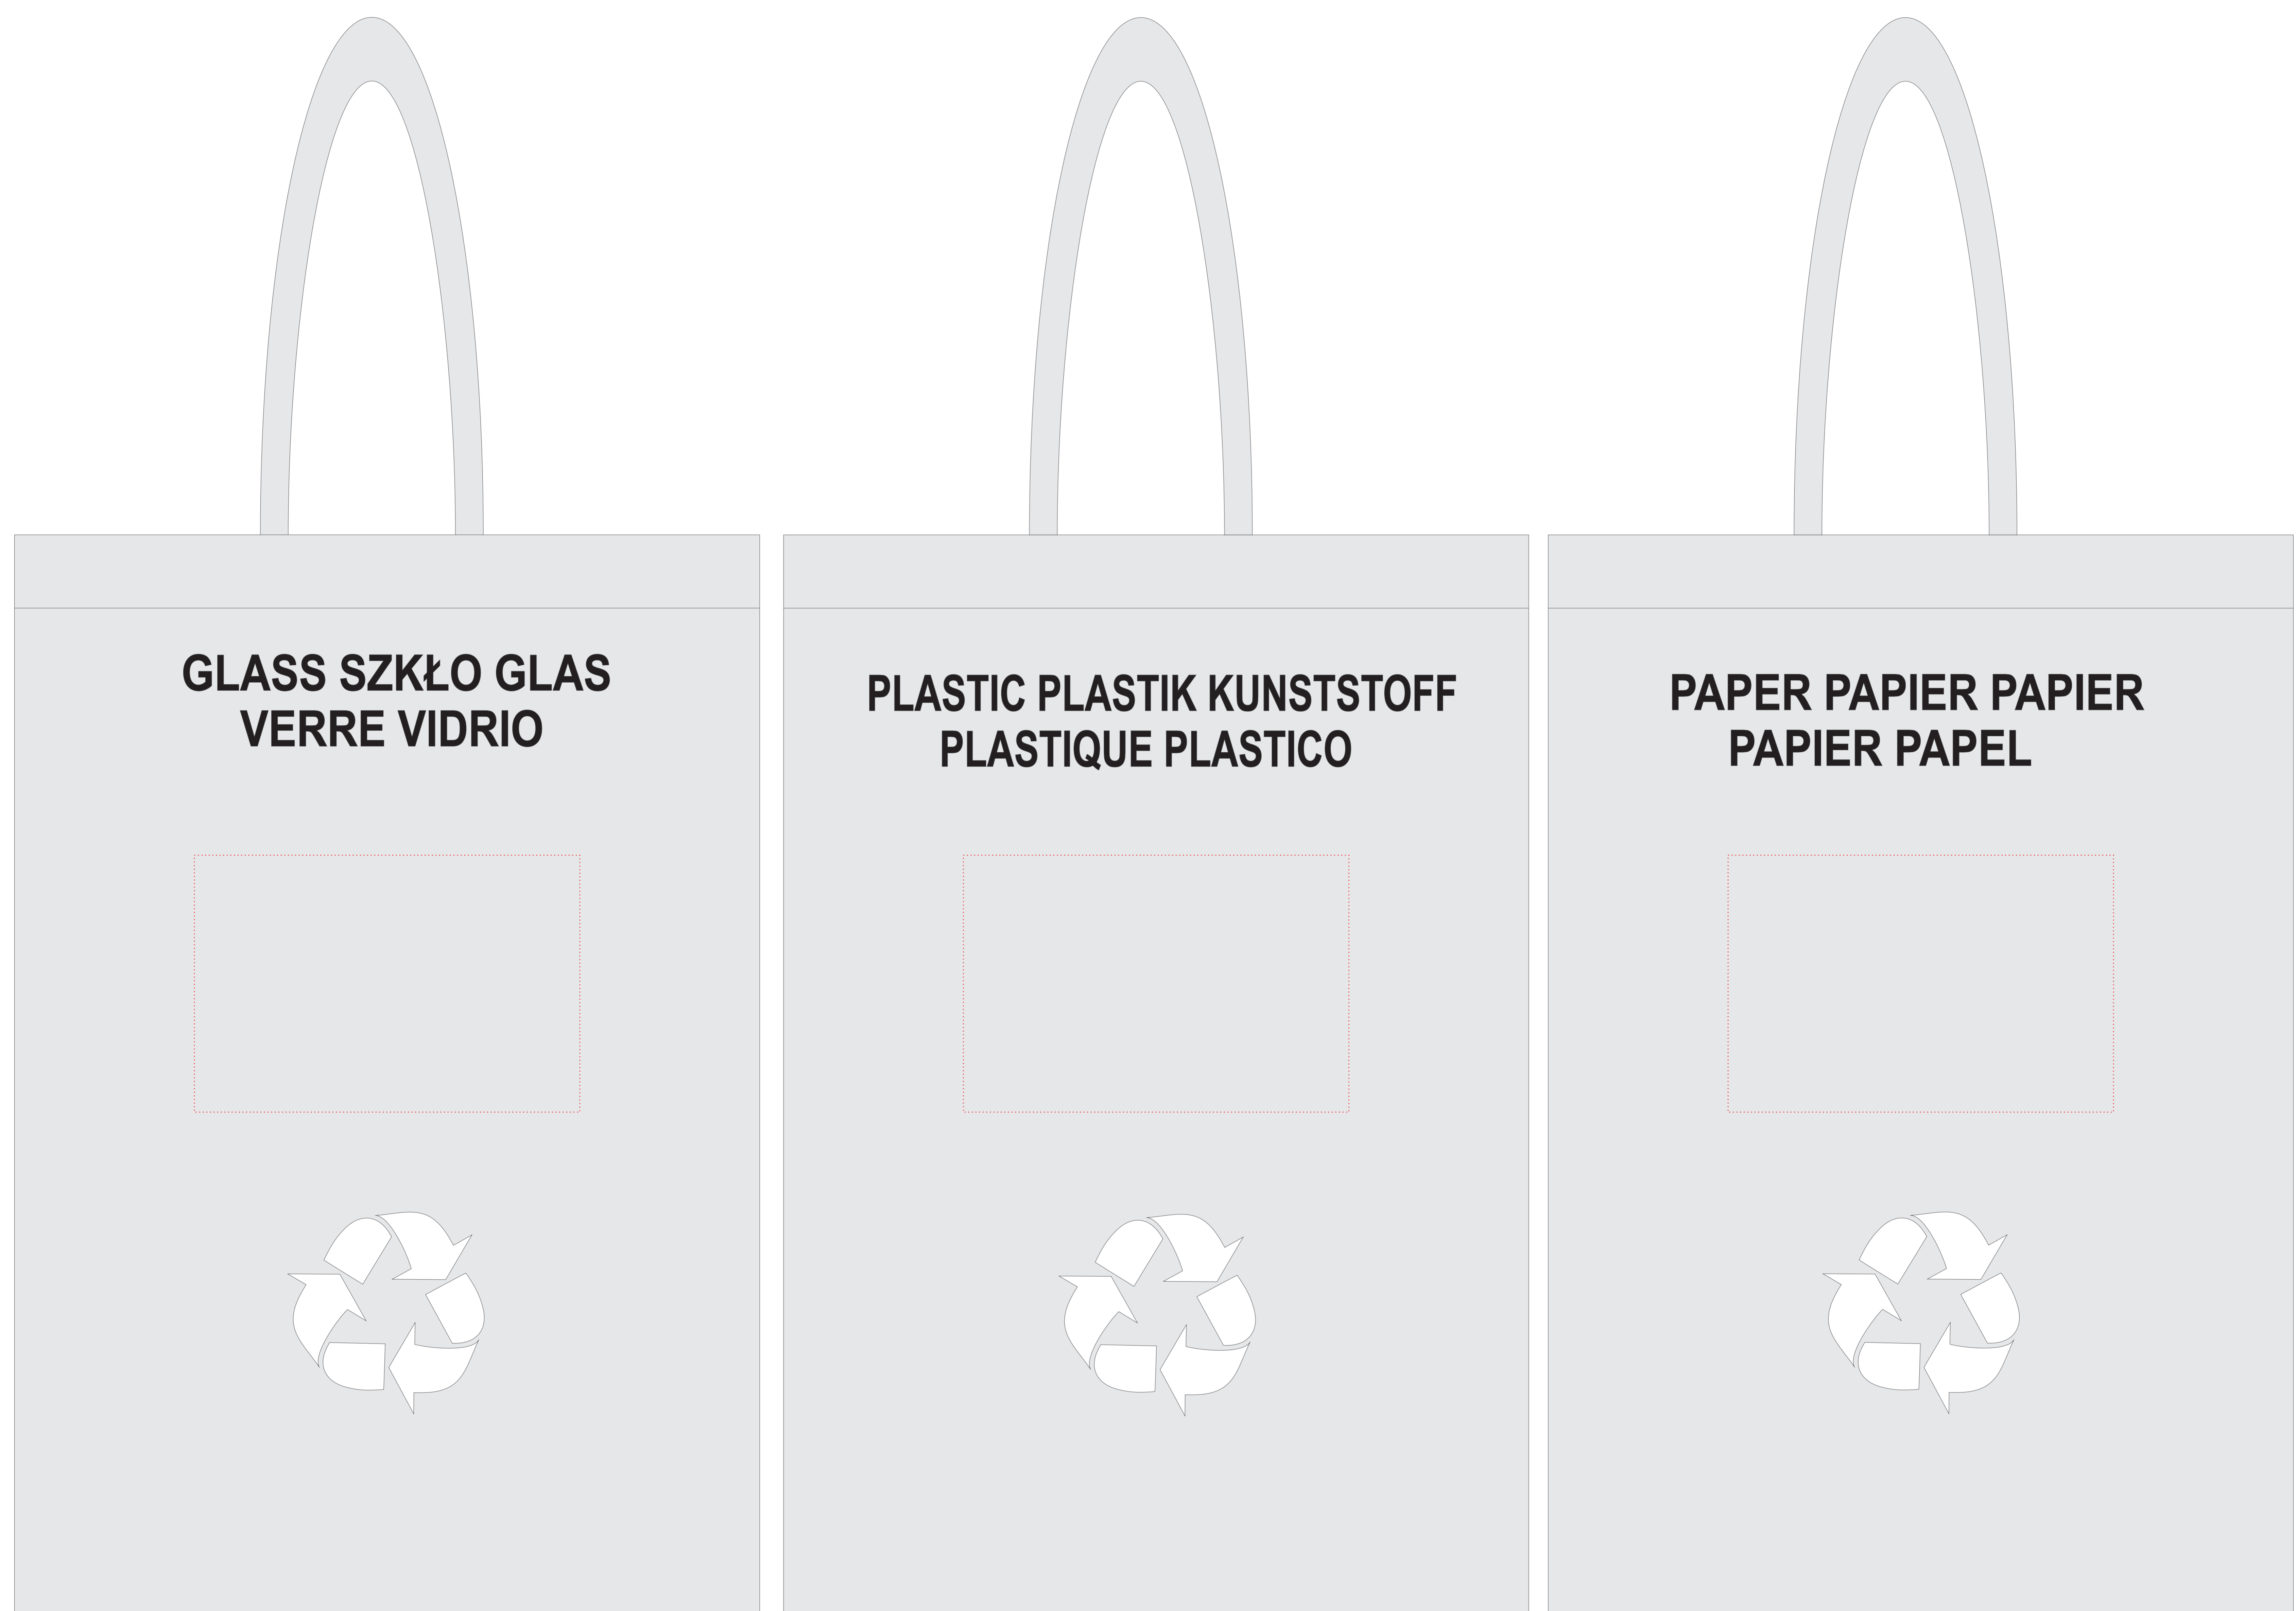 GLASS SZKŁO GLAS
VERRE VIDRIO
PLASTIC PLASTIK KUNSTSTOFF
PLASTIQUE PLASTICO
PAPER PAPIER PAPIER
PAPIER PAPEL